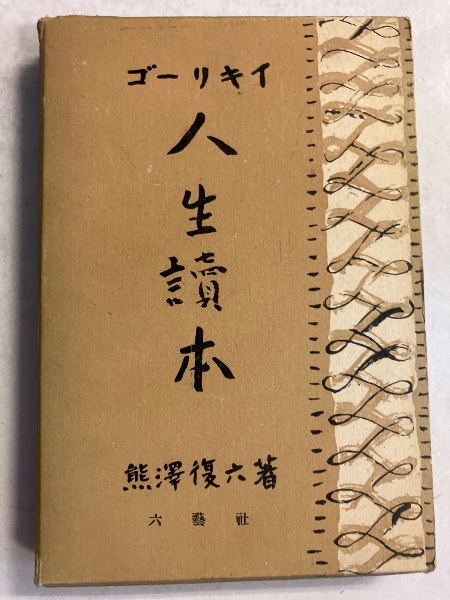 ゴーリキイ
人生讀本
熊澤復六著
六藝社